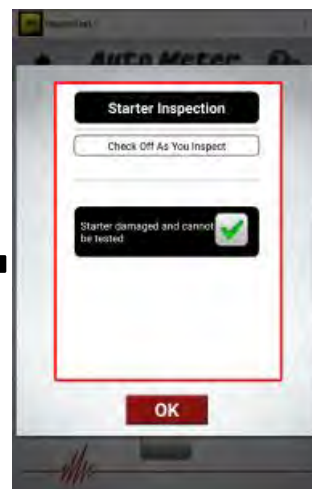 Auto Meter
Starter Inspection
Check Off As You Inspect
Starter damaged and cannot
be tested
OK